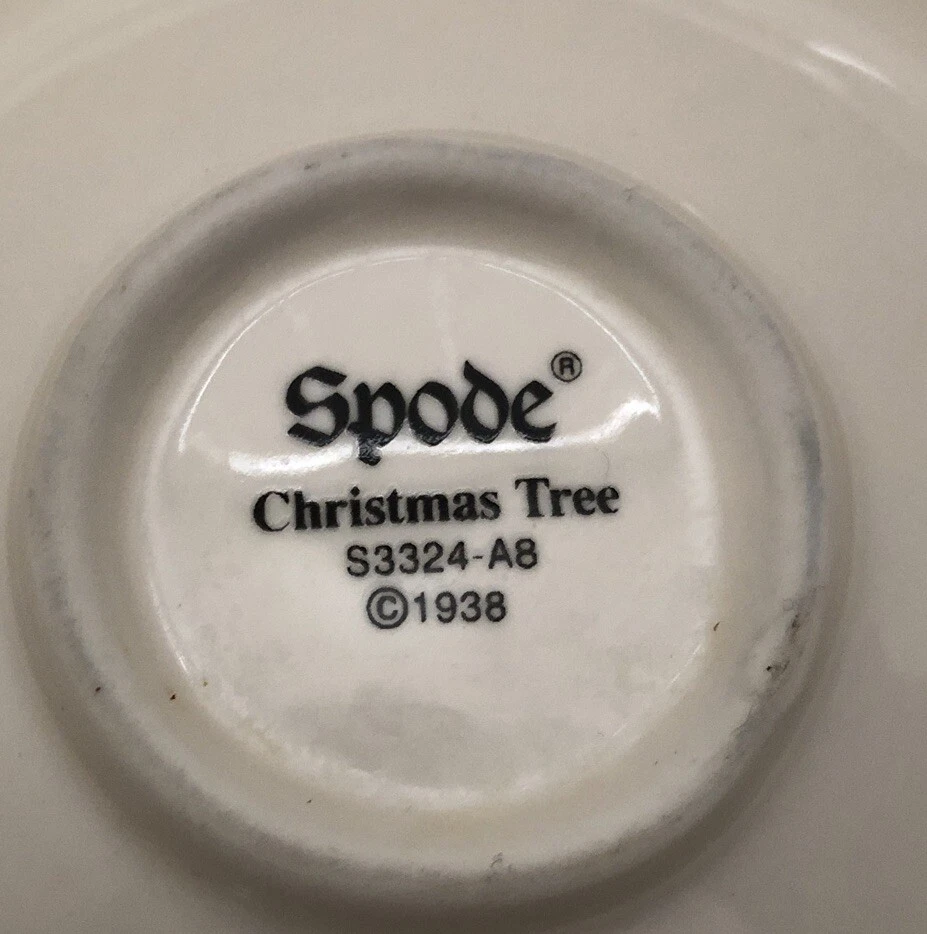 Spode®
Christmas Tree
S3324-A8
©1938